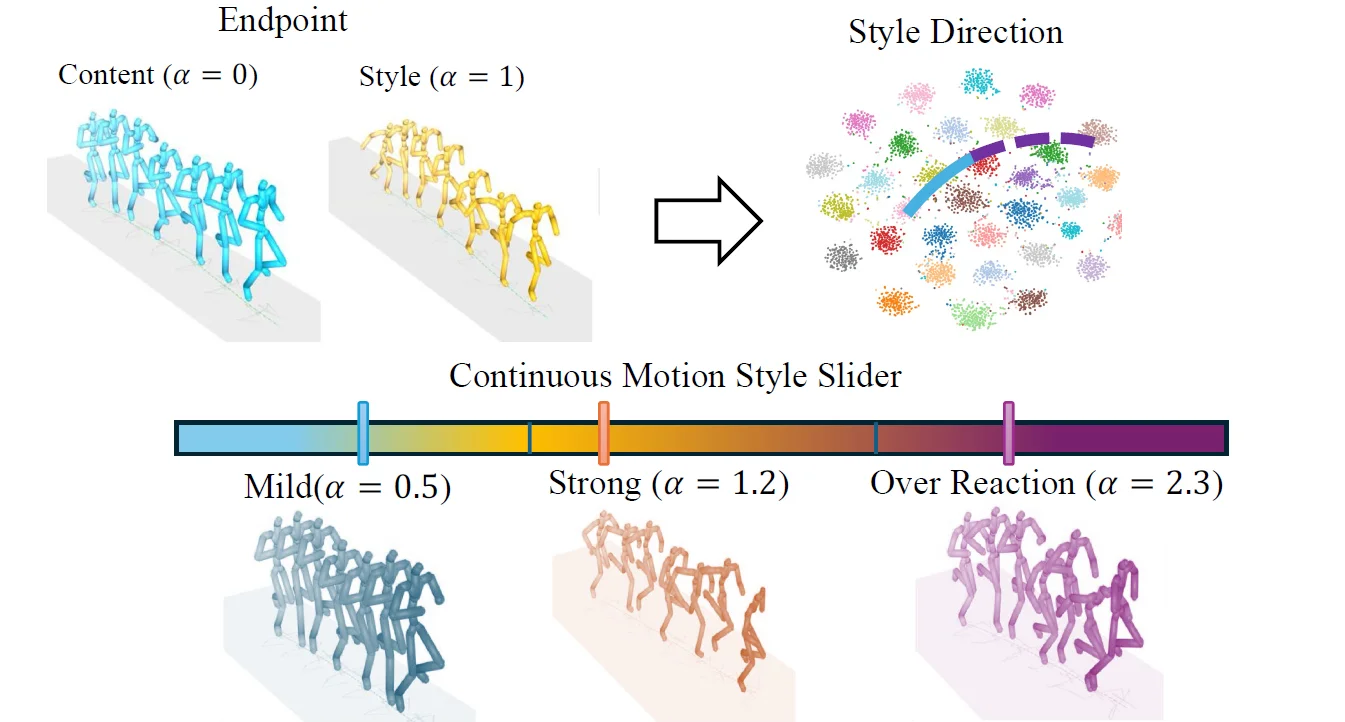 Endpoint
Style Direction
Content (α = 0)
Style (α = 1)
Continuous Motion Style Slider
Mild(α = 0.5)
Strong (α = 1.2)
Over Reaction (α = 2.3)